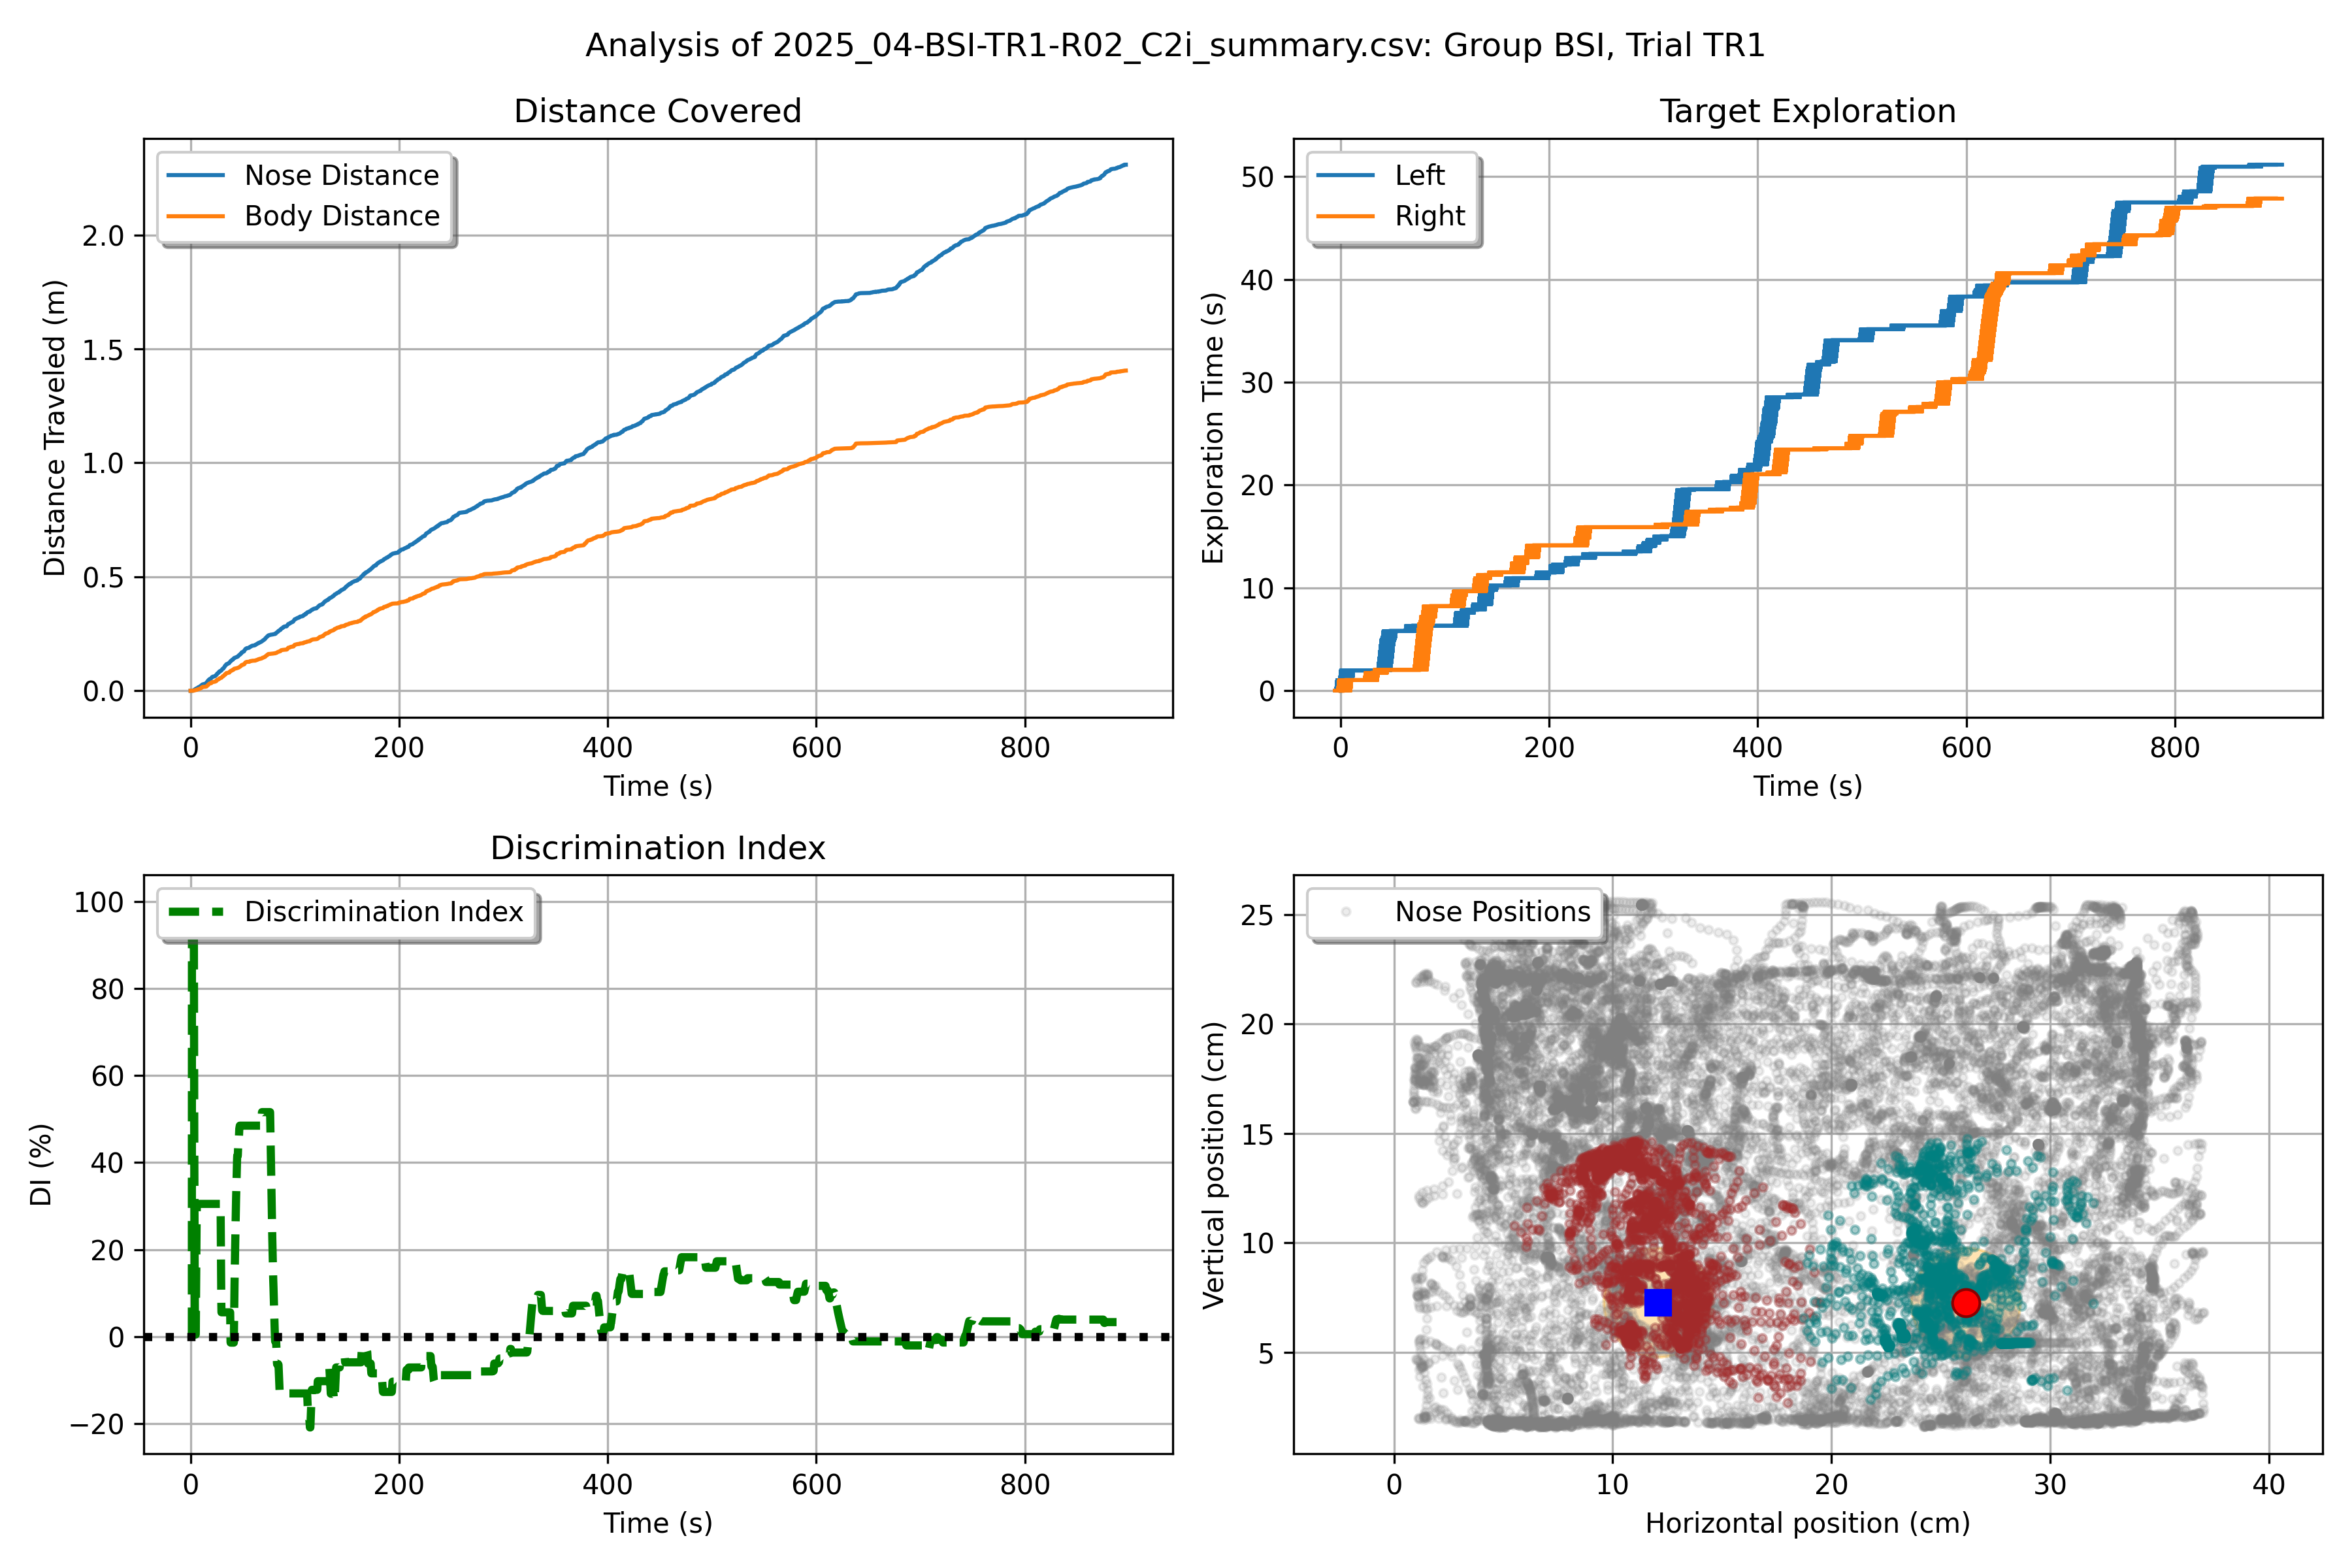 Analysis of 2025_04-BSI-TR1-R02_C2i_summary.csv: Group BSI, Trial TR1
Distance Covered
Nose Distance
Body Distance
Distance Traveled (m)
2.0
1.5
1.0
0.5
0.0
0 200 400 600 800
Time (s)
Target Exploration
Left
Right
Exploration Time (s)
50
40
30
20
10
0
0 200 400 600 800
Time (s)
Discrimination Index
Discrimination Index
DI (%)
100
80
60
40
20
0
−20
0 200 400 600 800
Time (s)
Nose Positions
Vertical position (cm)
25
20
15
10
5
0 10 20 30 40
Horizontal position (cm)